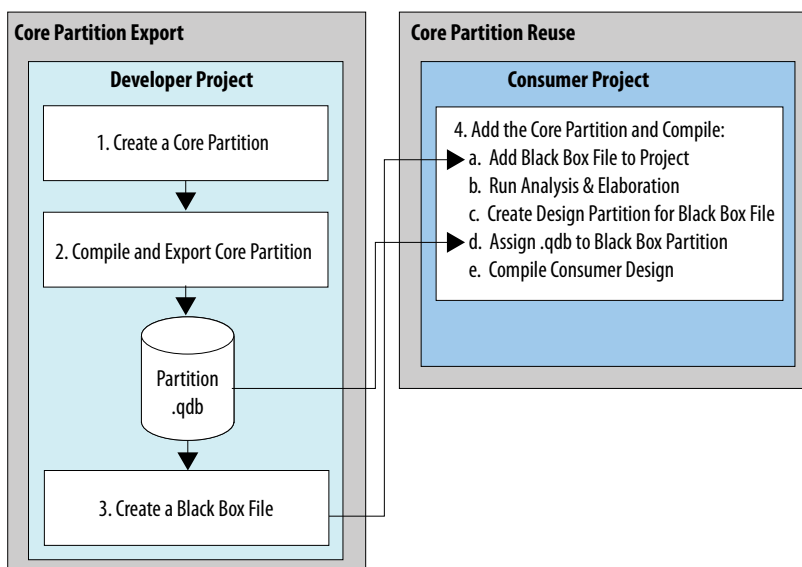 Core Partition Export
Developer Project
1. Create a Core Partition
2. Compile and Export Core Partition
Partition
.qdb
3. Create a Black Box File
Core Partition Reuse
Consumer Project
4. Add the Core Partition and Compile:
a. Add Black Box File to Project
b. Run Analysis & Elaboration
c. Create Design Partition for Black Box File
d. Assign .qdb to Black Box Partition
e. Compile Consumer Design